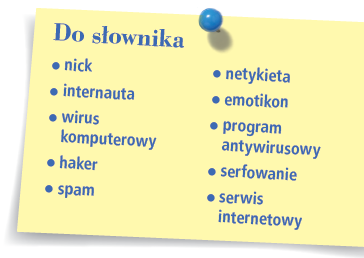 Do słownika
• nick
• internauta
• wirus
komputerowy
• haker
• spam
• netykieta
• emotikon
• program
antywirusowy
• serfowanie
• serwis
internetowy